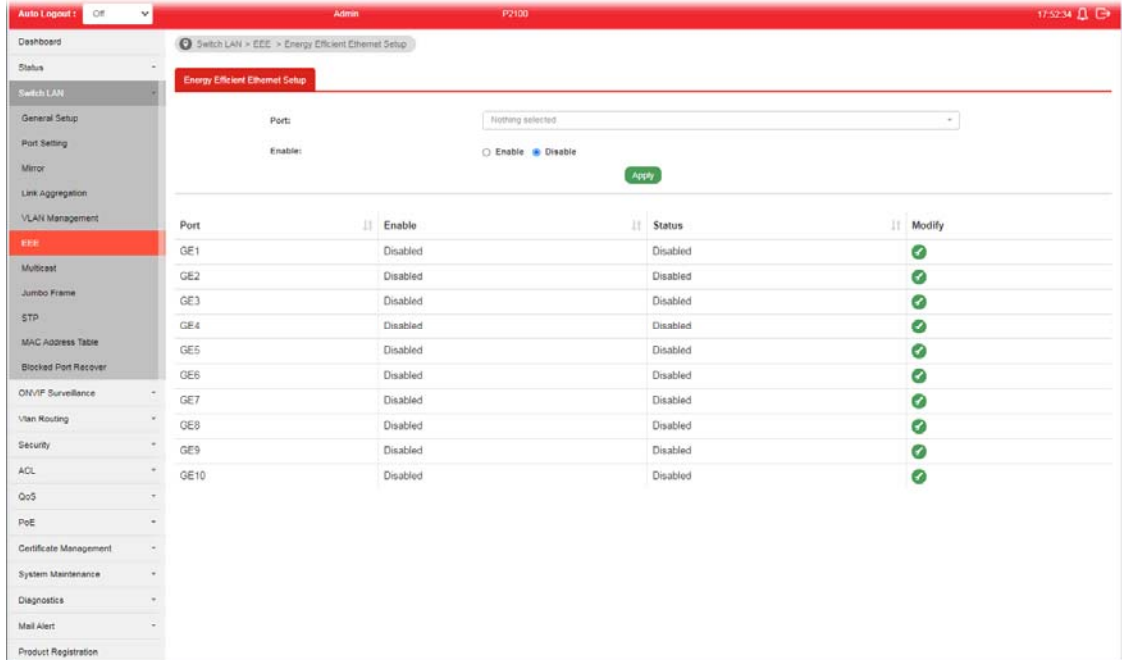 Auto Logout : Off Admin P2100 17:52:34
Dashboard
Status
Switch LAN
General Setup
Port Setting
Mirror
Link Aggregation
VLAN Management
EEE
Multicast
Jumbo Frame
STP
MAC Address Table
Blocked Port Recover
ONVIF Surveillance
Vlan Routing
Security
ACL
QoS
PoE
Certificate Management
System Maintenance
Diagnostics
Mail Alert
Product Registration
Switch LAN > EEE > Energy Efficient Ethernet Setup
Energy Efficient Ethernet Setup
Port: Nothing selected
Enable: Enable Disable
Apply
Port Enable Status Modify
GE1 Disabled Disabled
GE2 Disabled Disabled
GE3 Disabled Disabled
GE4 Disabled Disabled
GE5 Disabled Disabled
GE6 Disabled Disabled
GE7 Disabled Disabled
GE8 Disabled Disabled
GE9 Disabled Disabled
GE10 Disabled Disabled